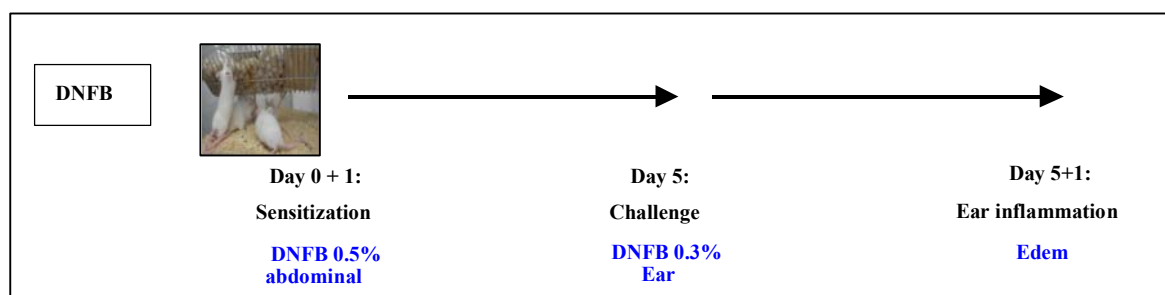 DNFB
Day 0 + 1:
Sensitization
DNFB 0.5%
abdominal
Day 5:
Challenge
DNFB 0.3%
Ear
Day 5+1:
Ear inflammation
Edem